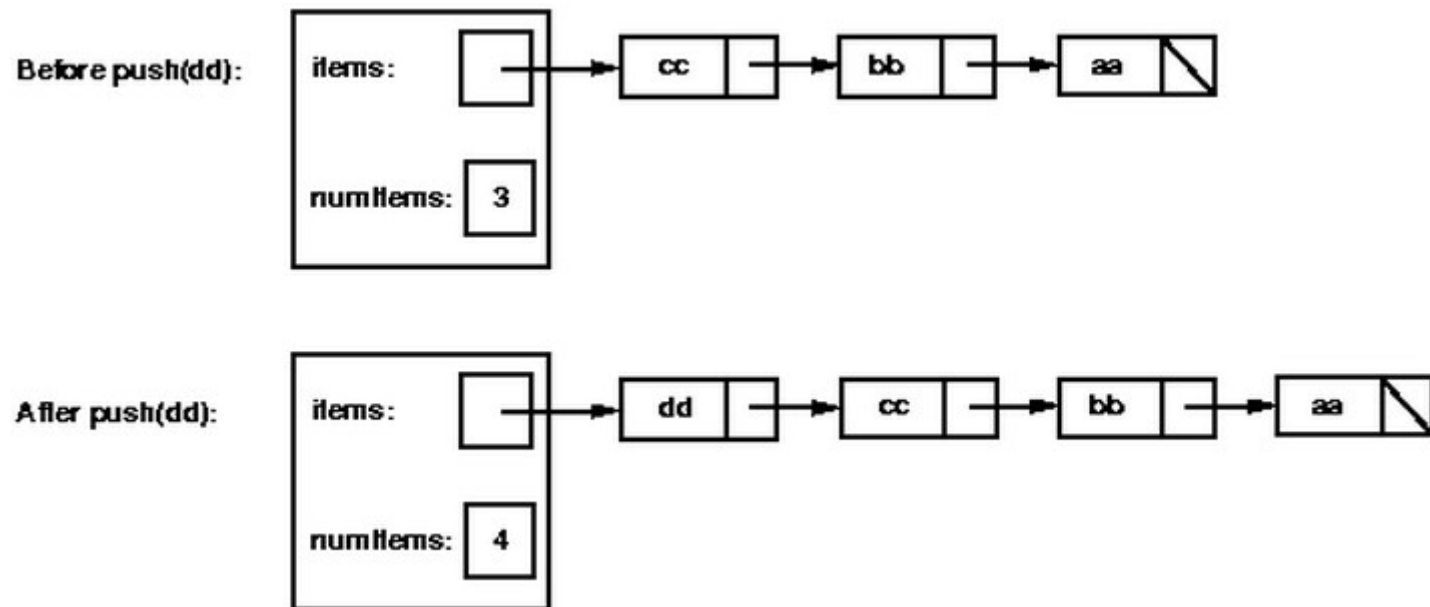 Before push(dd): items: cc bb aa
numItems: 3
After push(dd): items: dd cc bb aa
numItems: 4